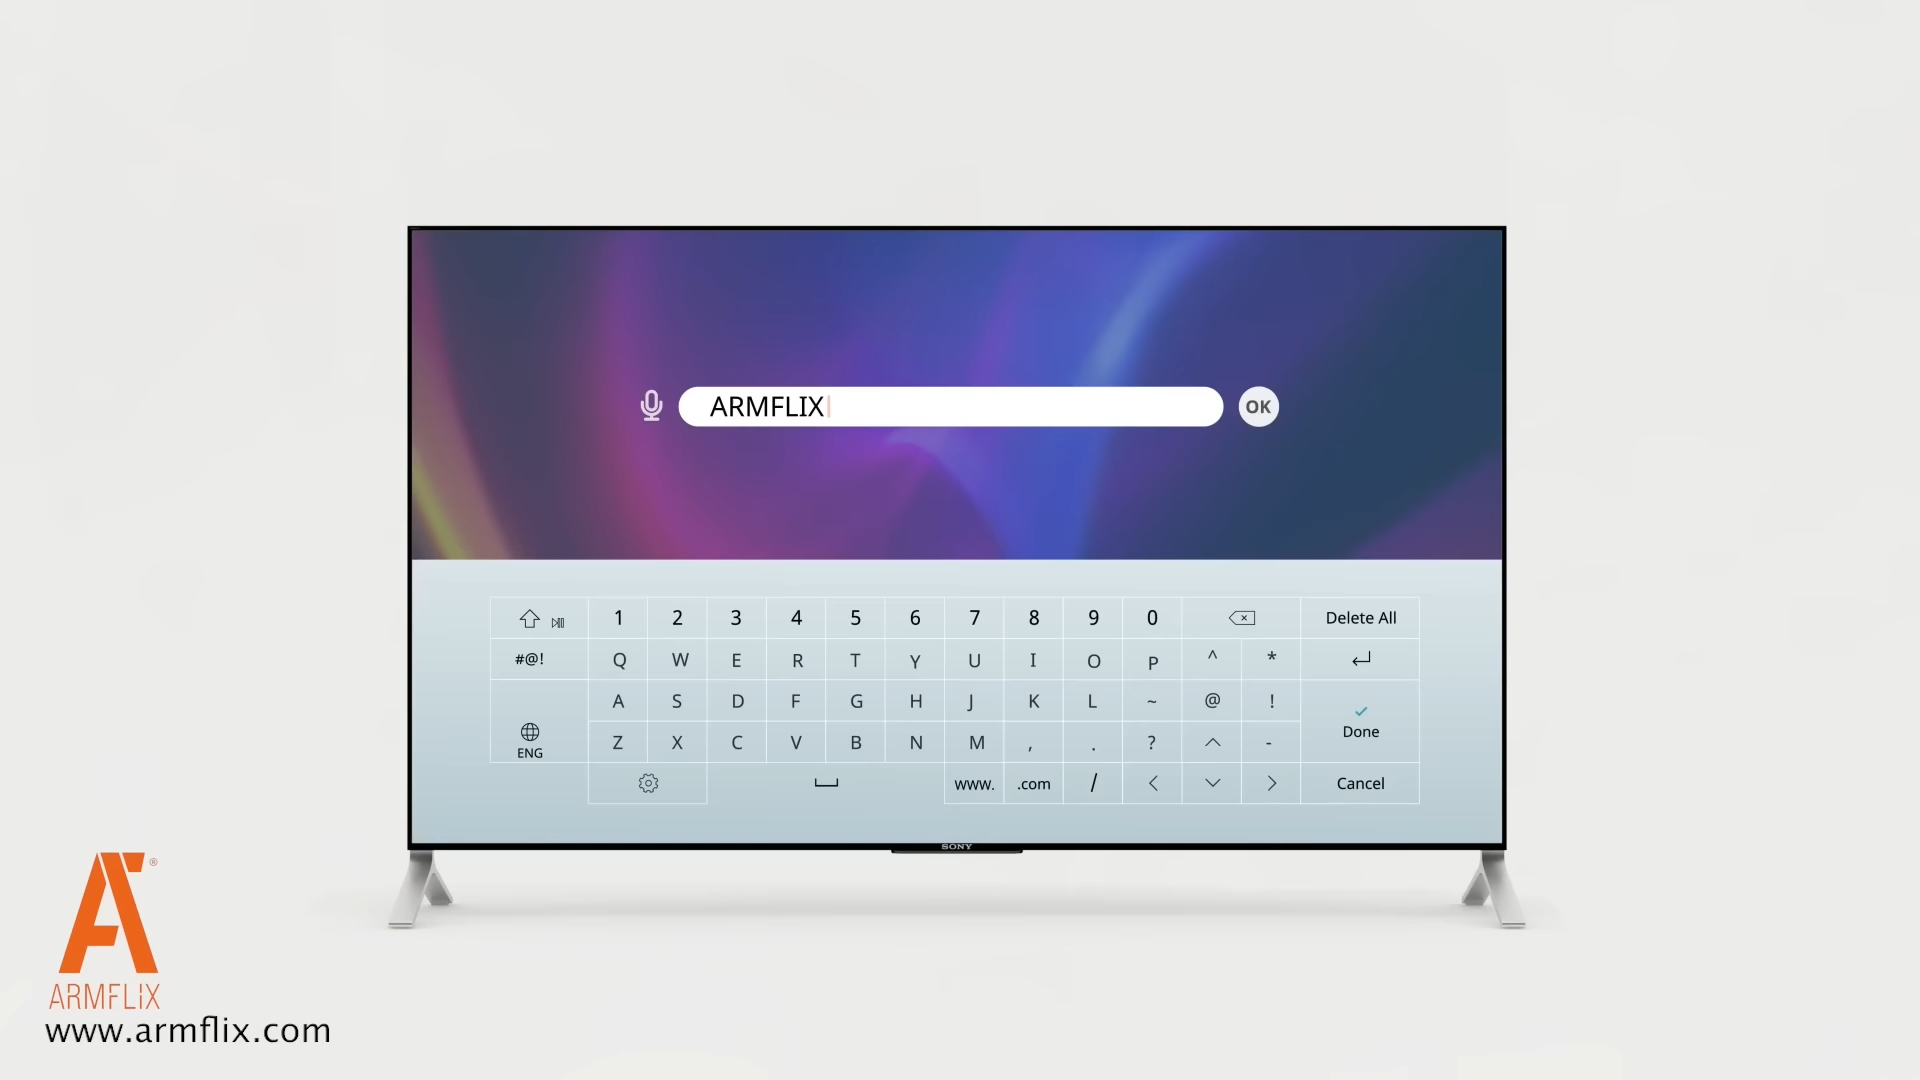 ARMFLIX
OK
1 2 3 4 5 6 7 8 9 0 Delete All
#@! Q W E R T Y U I O P ^ *
A S D F G H J K L ~ @ !
Done
ENG Z X C V B N M , . ? -
www. .com / Cancel
SONY
A ®
ARMFLIX
www.armflix.com